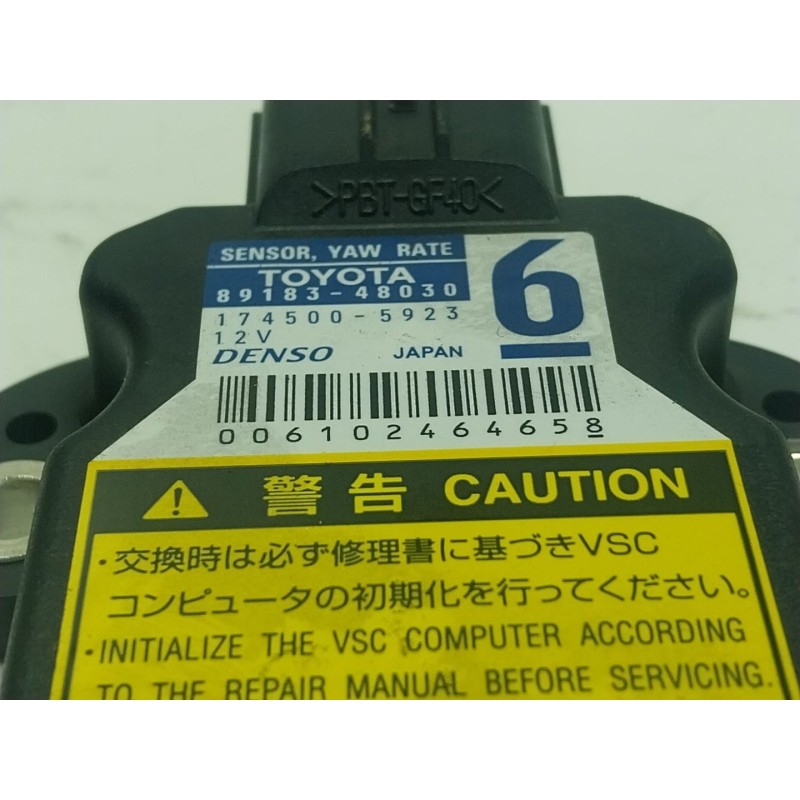 >PBT-GF40<
SENSOR, YAW RATE
TOYOTA
89183-48030
6
174500-5923
12V
DENSO JAPAN
006102464658
警告 CAUTION
・交換時は必ず修理書に基づきVSC
コンピュータの初期化を行ってください。
・INITIALIZE THE VSC COMPUTER ACCORDING
TO THE REPAIR MANUAL BEFORE SERVICING.